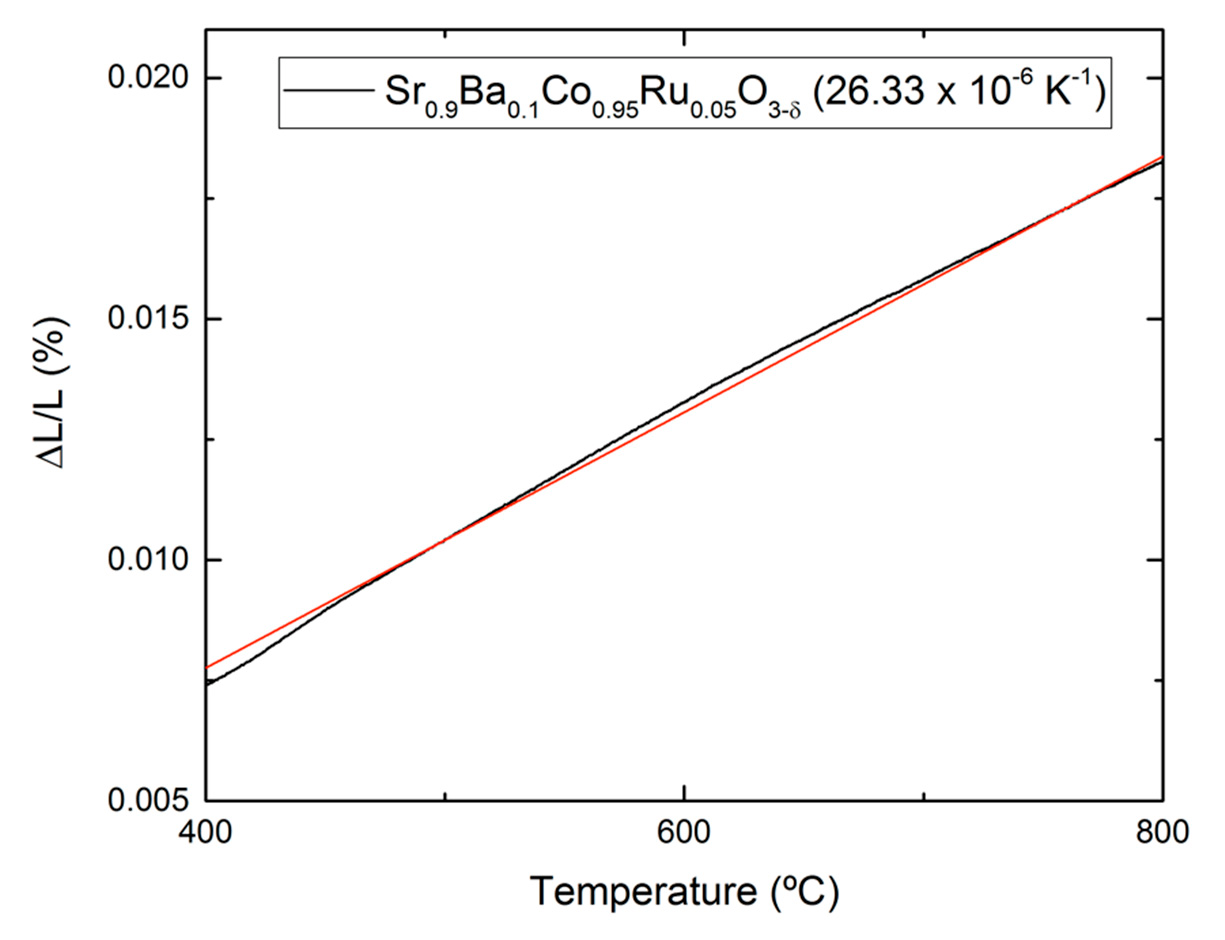 Sr0.9Ba0.1Co0.95Ru0.05O3-δ (26.33 x 10-6 K-1)
0.020
0.015
0.010
0.005
ΔL/L (%)
400 600 800
Temperature (ºC)